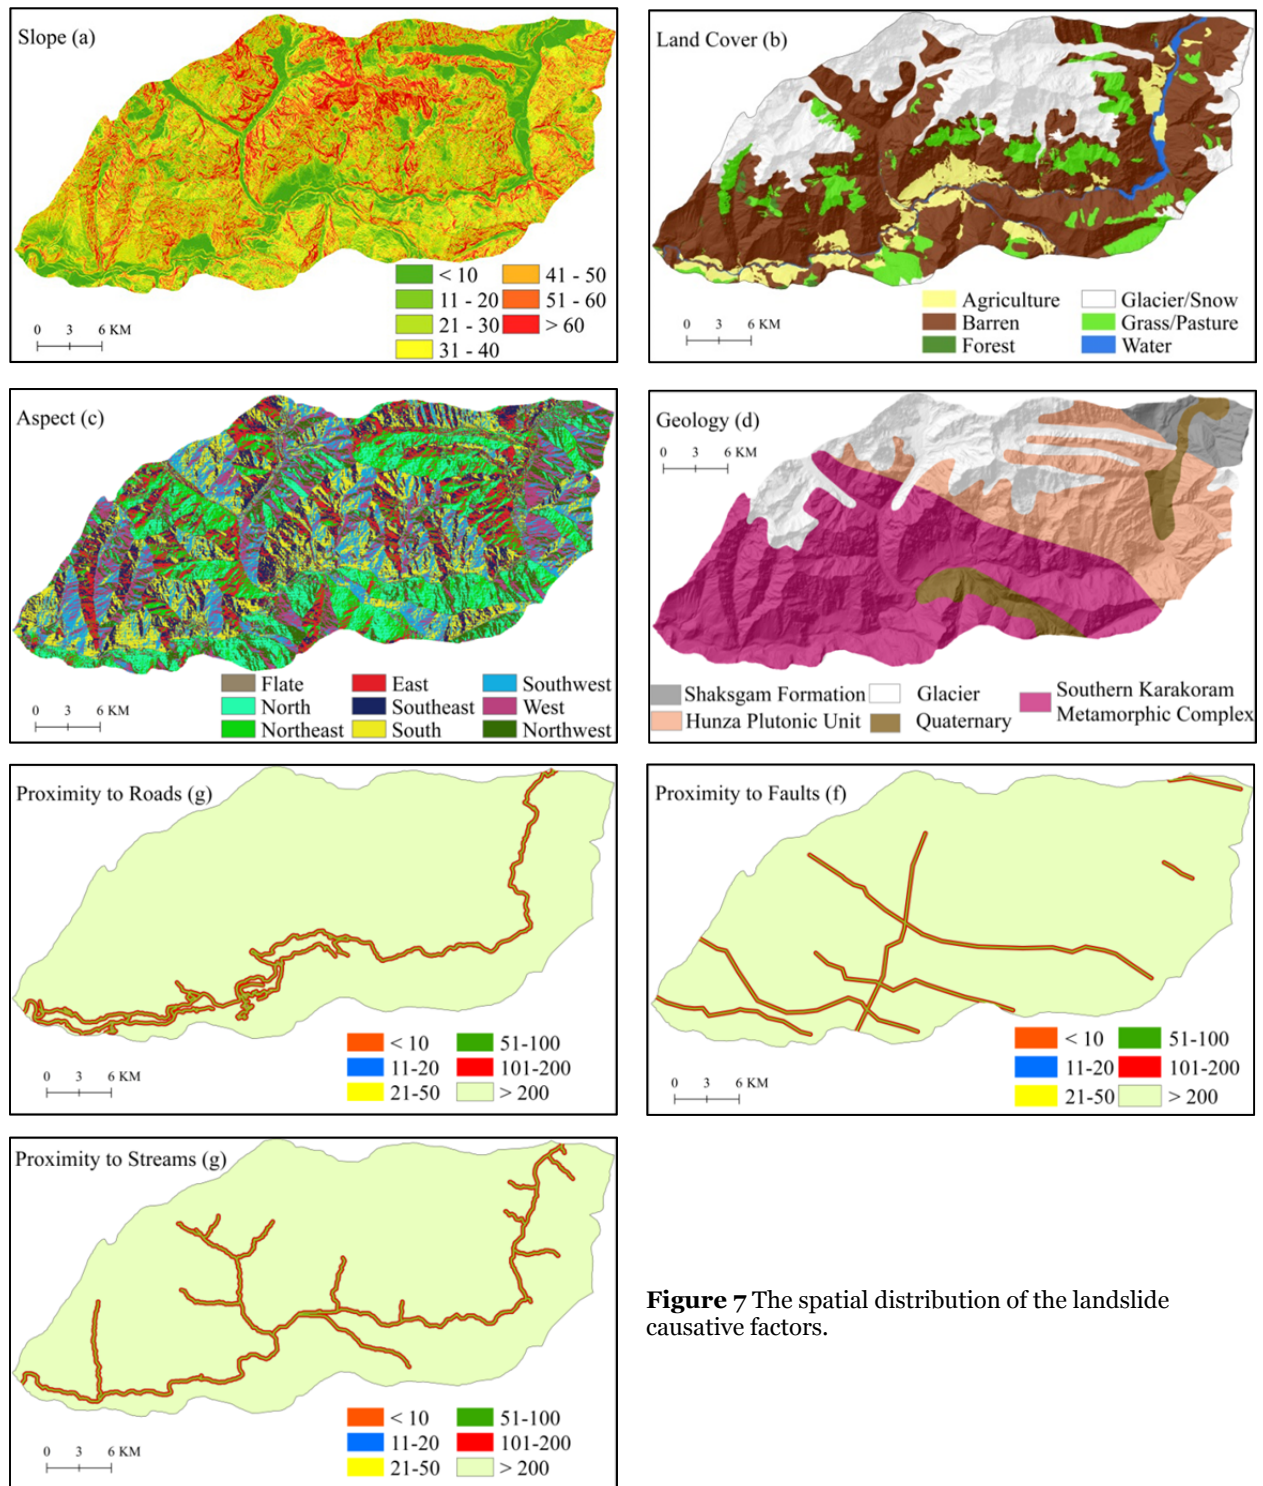 Slope (a)
< 10
11 - 20
21 - 30
31 - 40
41 - 50
51 - 60
> 60
0 3 6 KM
Land Cover (b)
Agriculture
Barren
Forest
Glacier/Snow
Grass/Pasture
Water
0 3 6 KM
Aspect (c)
Flate
North
Northeast
East
Southeast
South
Southwest
West
Northwest
0 3 6 KM
Geology (d)
0 3 6 KM
Shaksgam Formation
Hunza Plutonic Unit
Glacier
Quaternary
Southern Karakoram
Metamorphic Complex
Proximity to Roads (g)
< 10
11-20
21-50
51-100
101-200
> 200
0 3 6 KM
Proximity to Faults (f)
< 10
11-20
21-50
51-100
101-200
> 200
0 3 6 KM
Proximity to Streams (g)
< 10
11-20
21-50
51-100
101-200
> 200
0 3 6 KM
Figure 7 The spatial distribution of the landslide
causative factors.